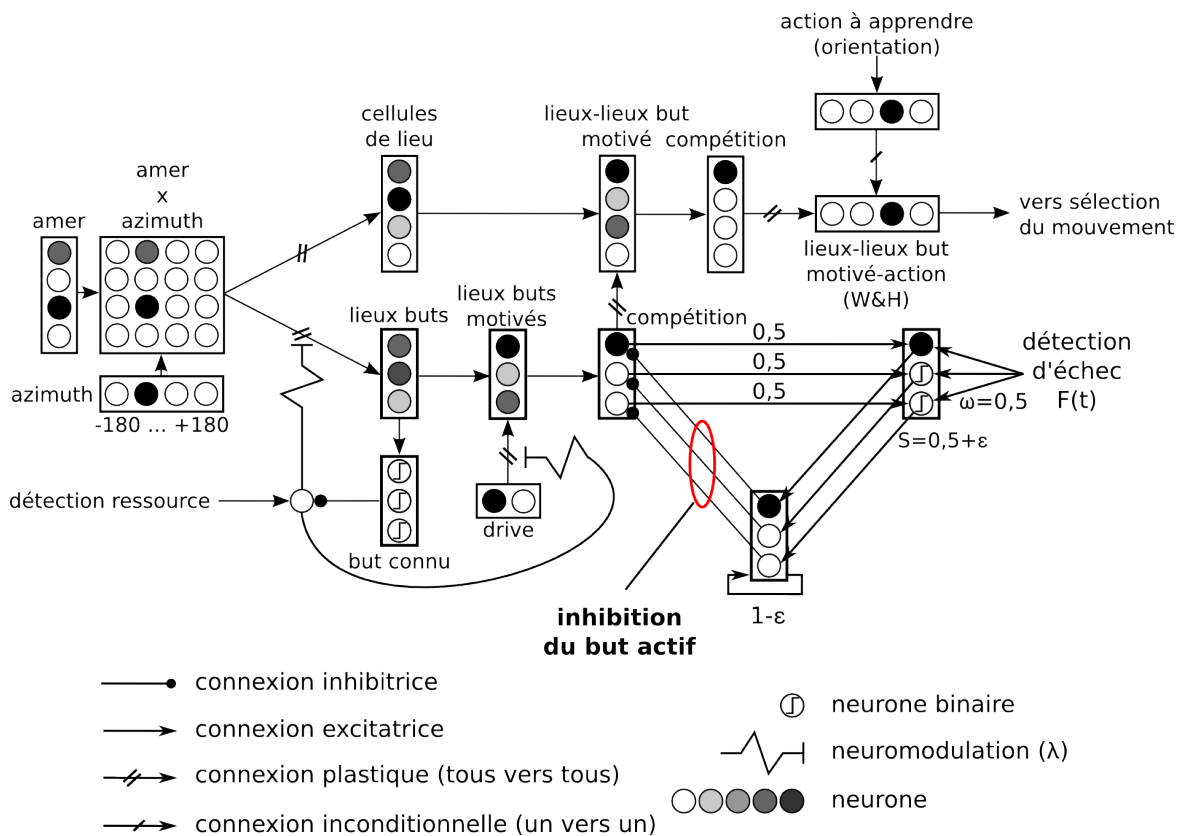 action à apprendre
(orientation)
cellules
de lieu
lieux-lieux but
motivé
compétition
amer
x
azimuth
amer
vers sélection
du mouvement
lieux-lieux but
motivé-action
(W&H)
lieux buts
motivés
lieux buts
compétition
0,5
0,5
0,5
détection
d'échec
F(t)
ω=0,5
S=0,5+ε
azimuth
-180 ... +180
détection ressource
drive
but connu
inhibition
du but actif
1-ε
connexion inhibitrice
connexion excitatrice
connexion plastique (tous vers tous)
connexion inconditionnelle (un vers un)
neurone binaire
neuromodulation (λ)
neurone